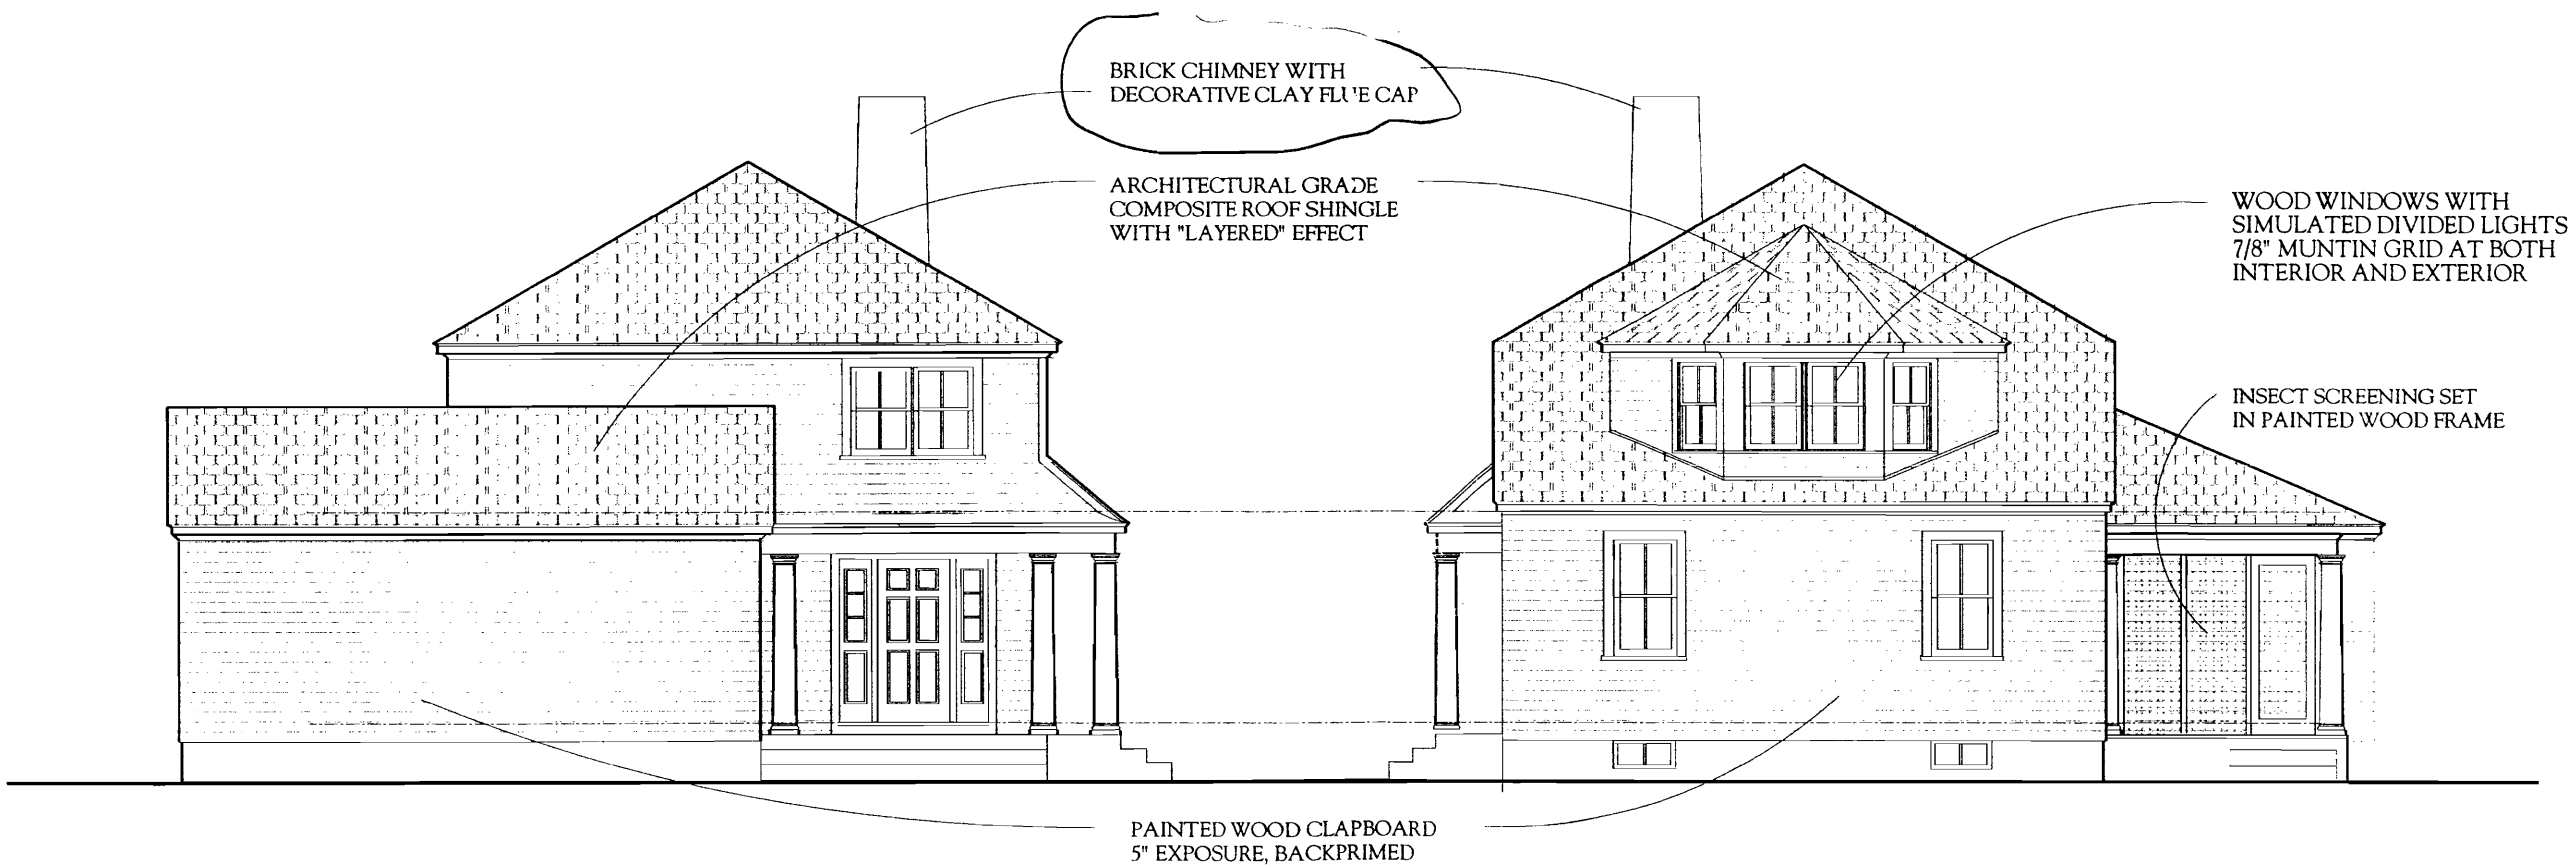 BRICK CHIMNEY WITH
DECORATIVE CLAY FLUE CAP
ARCHITECTURAL GRADE
COMPOSITE ROOF SHINGLE
WITH "LAYERED" EFFECT
WOOD WINDOWS WITH
SIMULATED DIVIDED LIGHTS
7/8" MUNTIN GRID AT BOTH
INTERIOR AND EXTERIOR
INSECT SCREENING SET
IN PAINTED WOOD FRAME
PAINTED WOOD CLAPBOARD
5" EXPOSURE, BACKPRIMED